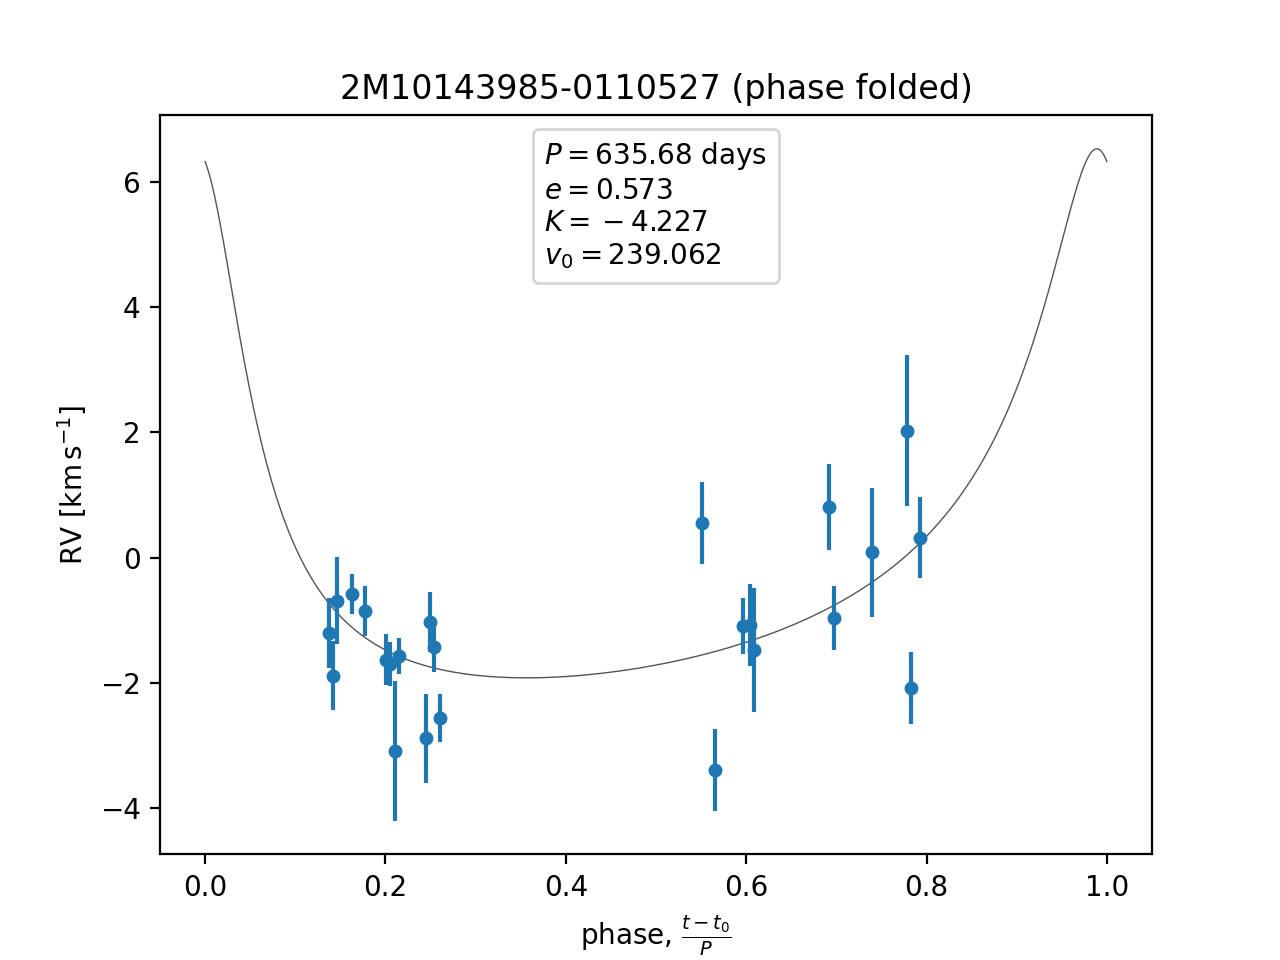 2M10143985-0110527 (phase folded)
P = 635.68 days
e = 0.573
K = −4.227
v₀ = 239.062
RV [km s⁻¹]
6
4
2
0
−2
−4
0.0 0.2 0.4 0.6 0.8 1.0
phase, (t − t₀)/P